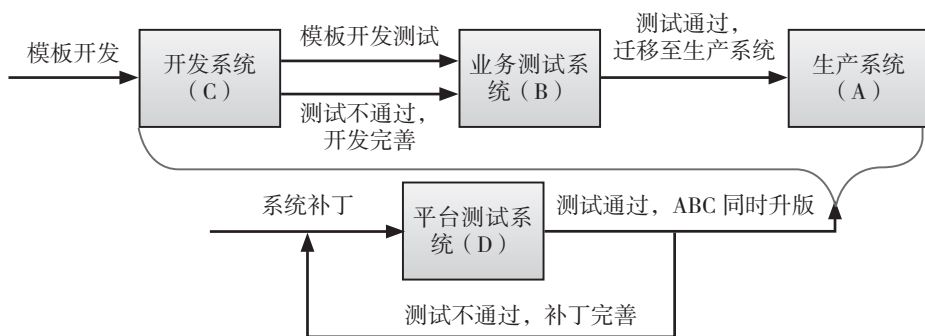 模板开发
开发系统
（C）
模板开发测试
测试不通过，
开发完善
业务测试系
统（B）
测试通过，
迁移至生产系统
生产系统
（A）
系统补丁
平台测试系
统（D）
测试通过，ABC 同时升版
测试不通过，补丁完善